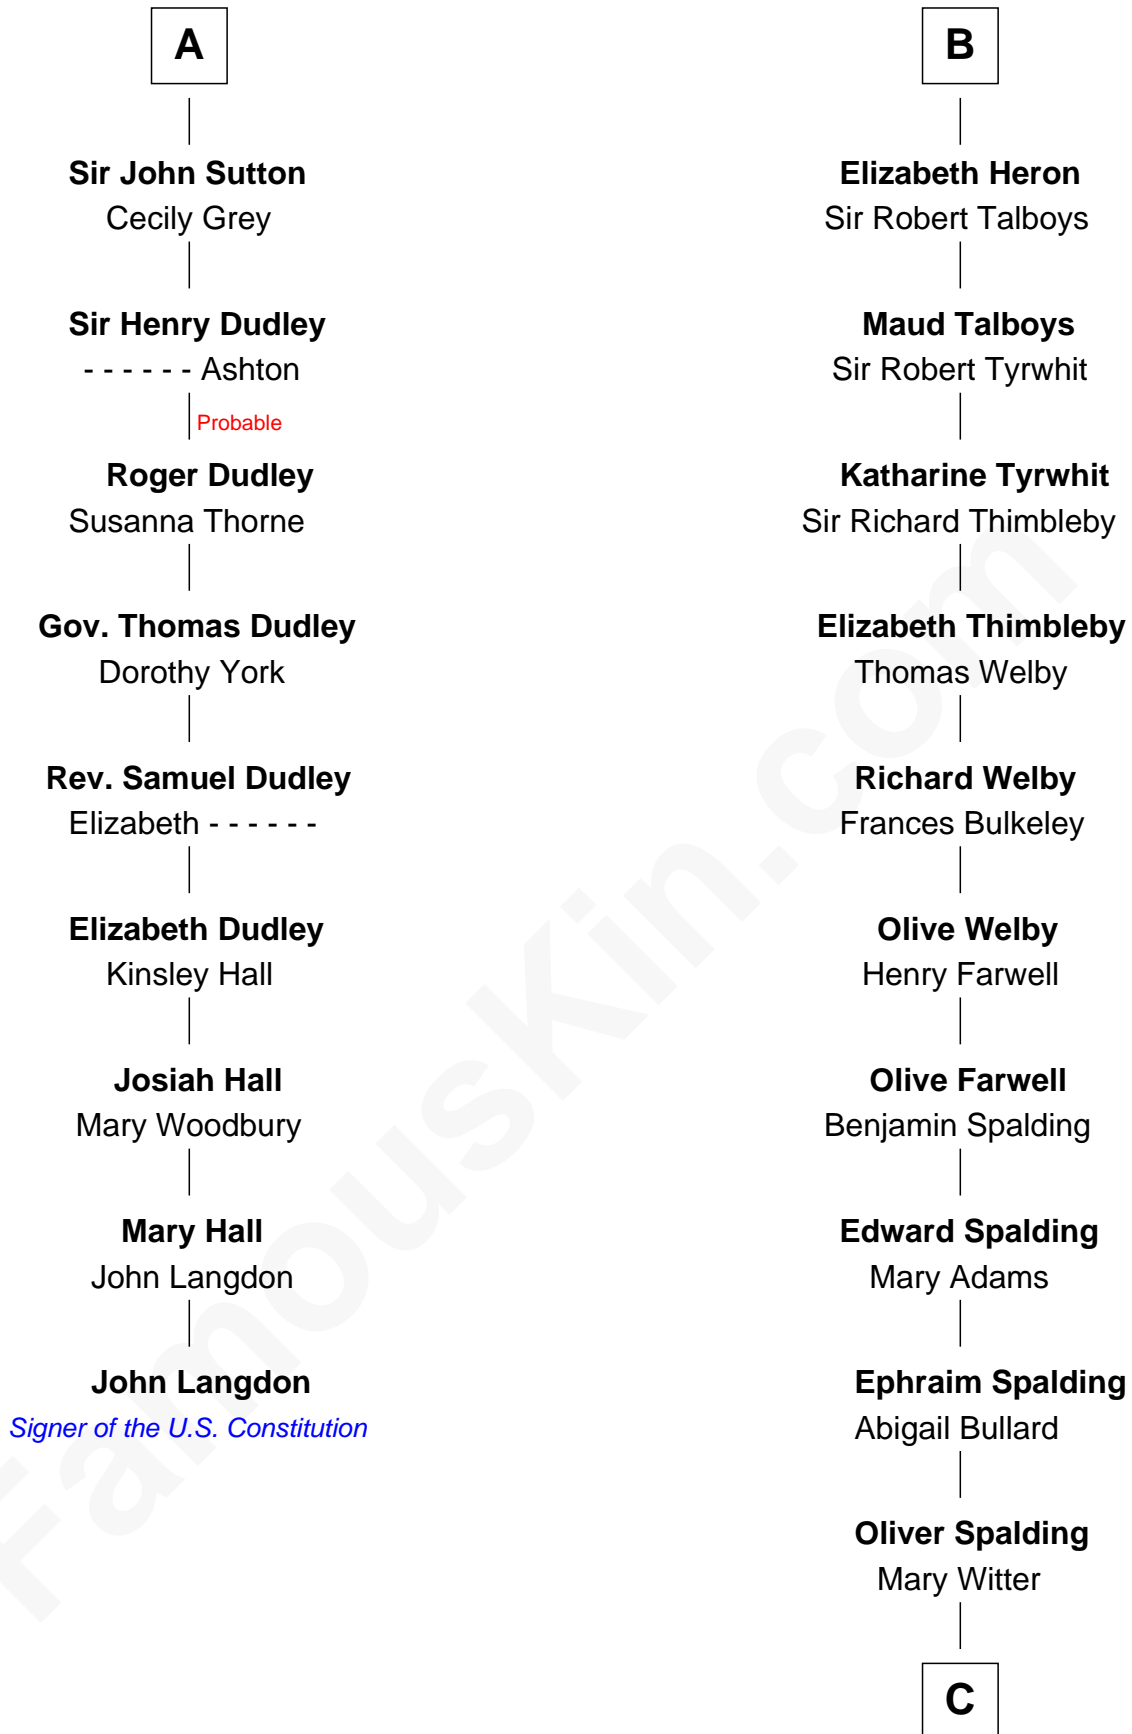 A
Sir John Sutton
Cecily Grey
Sir Henry Dudley
- - - - - - Ashton
Probable
Roger Dudley
Susanna Thorne
Gov. Thomas Dudley
Dorothy York
Rev. Samuel Dudley
Elizabeth - - - - - -
Elizabeth Dudley
Kinsley Hall
Josiah Hall
Mary Woodbury
Mary Hall
John Langdon
John Langdon
Signer of the U.S. Constitution
B
Elizabeth Heron
Sir Robert Talboys
Maud Talboys
Sir Robert Tyrwhit
Katharine Tyrwhit
Sir Richard Thimbleby
Elizabeth Thimbleby
Thomas Welby
Richard Welby
Frances Bulkeley
Olive Welby
Henry Farwell
Olive Farwell
Benjamin Spalding
Edward Spalding
Mary Adams
Ephraim Spalding
Abigail Bullard
Oliver Spalding
Mary Witter
C
FamousKin.com